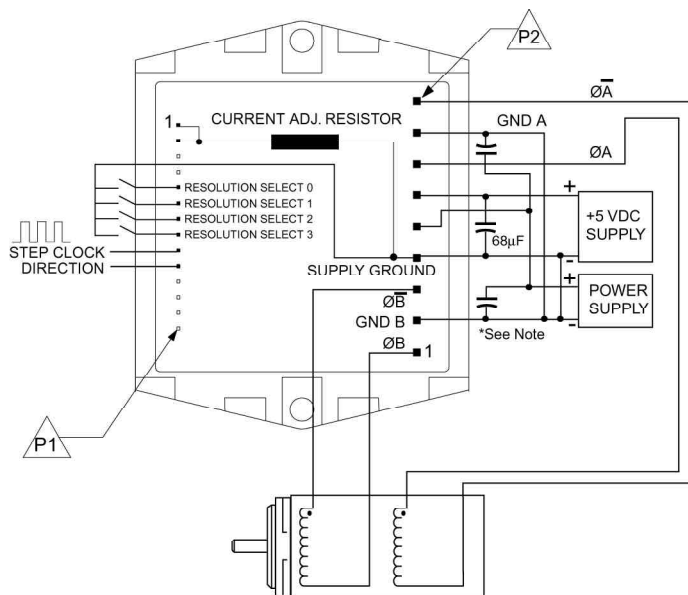 P2
ØA̅
1
CURRENT ADJ. RESISTOR
GND A
ØA
RESOLUTION SELECT 0
RESOLUTION SELECT 1
RESOLUTION SELECT 2
RESOLUTION SELECT 3
+
+5 VDC
SUPPLY
-
68µF
STEP CLOCK
DIRECTION
SUPPLY GROUND
+
POWER
SUPPLY
-
ØB̅
GND B
*See Note
ØB
1
P1